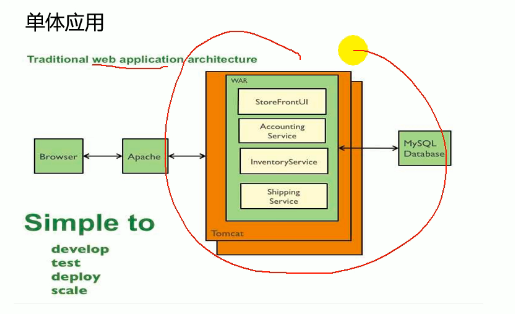 单体应用
Traditional web application architecture
WAR
StoreFrontUI
Accounting
Service
InventoryService
Shipping
Service
Browser
Apache
MySQL
Database
Tomcat
Simple to
develop
test
deploy
scale